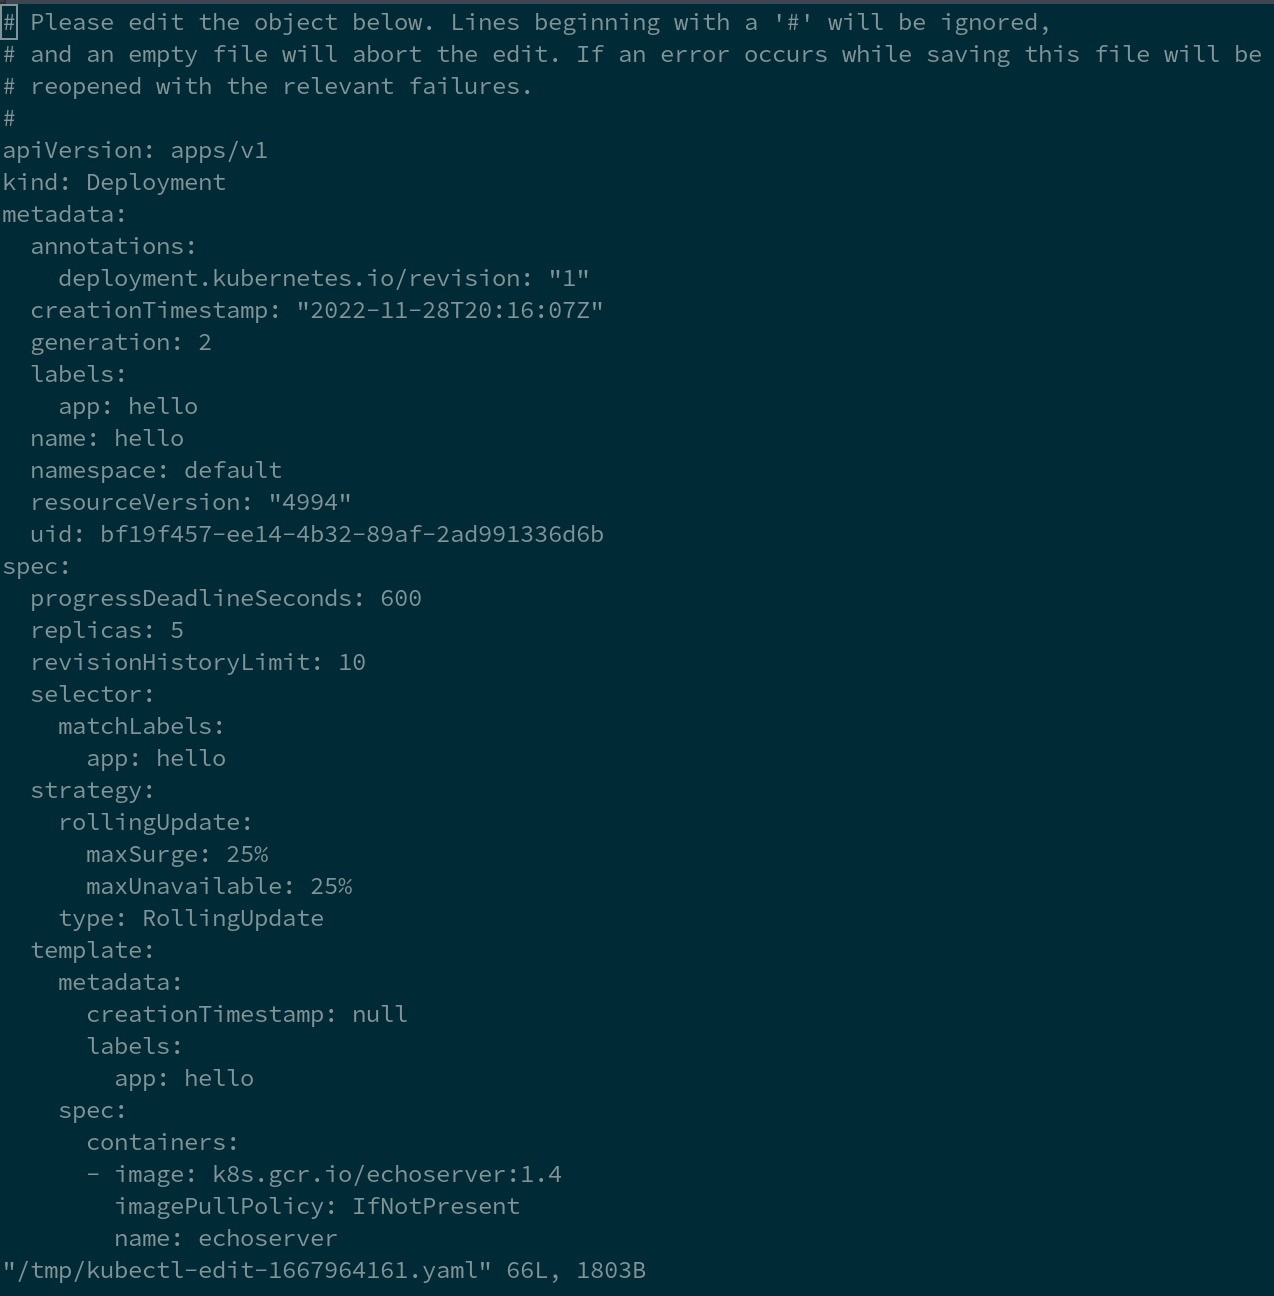 # Please edit the object below. Lines beginning with a '#' will be ignored,
# and an empty file will abort the edit. If an error occurs while saving this file will be
# reopened with the relevant failures.
#
apiVersion: apps/v1
kind: Deployment
metadata:
  annotations:
    deployment.kubernetes.io/revision: "1"
  creationTimestamp: "2022-11-28T20:16:07Z"
  generation: 2
  labels:
    app: hello
  name: hello
  namespace: default
  resourceVersion: "4994"
  uid: bf19f457-ee14-4b32-89af-2ad991336d6b
spec:
  progressDeadlineSeconds: 600
  replicas: 5
  revisionHistoryLimit: 10
  selector:
    matchLabels:
      app: hello
  strategy:
    rollingUpdate:
      maxSurge: 25%
      maxUnavailable: 25%
    type: RollingUpdate
  template:
    metadata:
      creationTimestamp: null
      labels:
        app: hello
    spec:
      containers:
      - image: k8s.gcr.io/echoserver:1.4
        imagePullPolicy: IfNotPresent
        name: echoserver
"/tmp/kubectl-edit-1667964161.yaml" 66L, 1803B